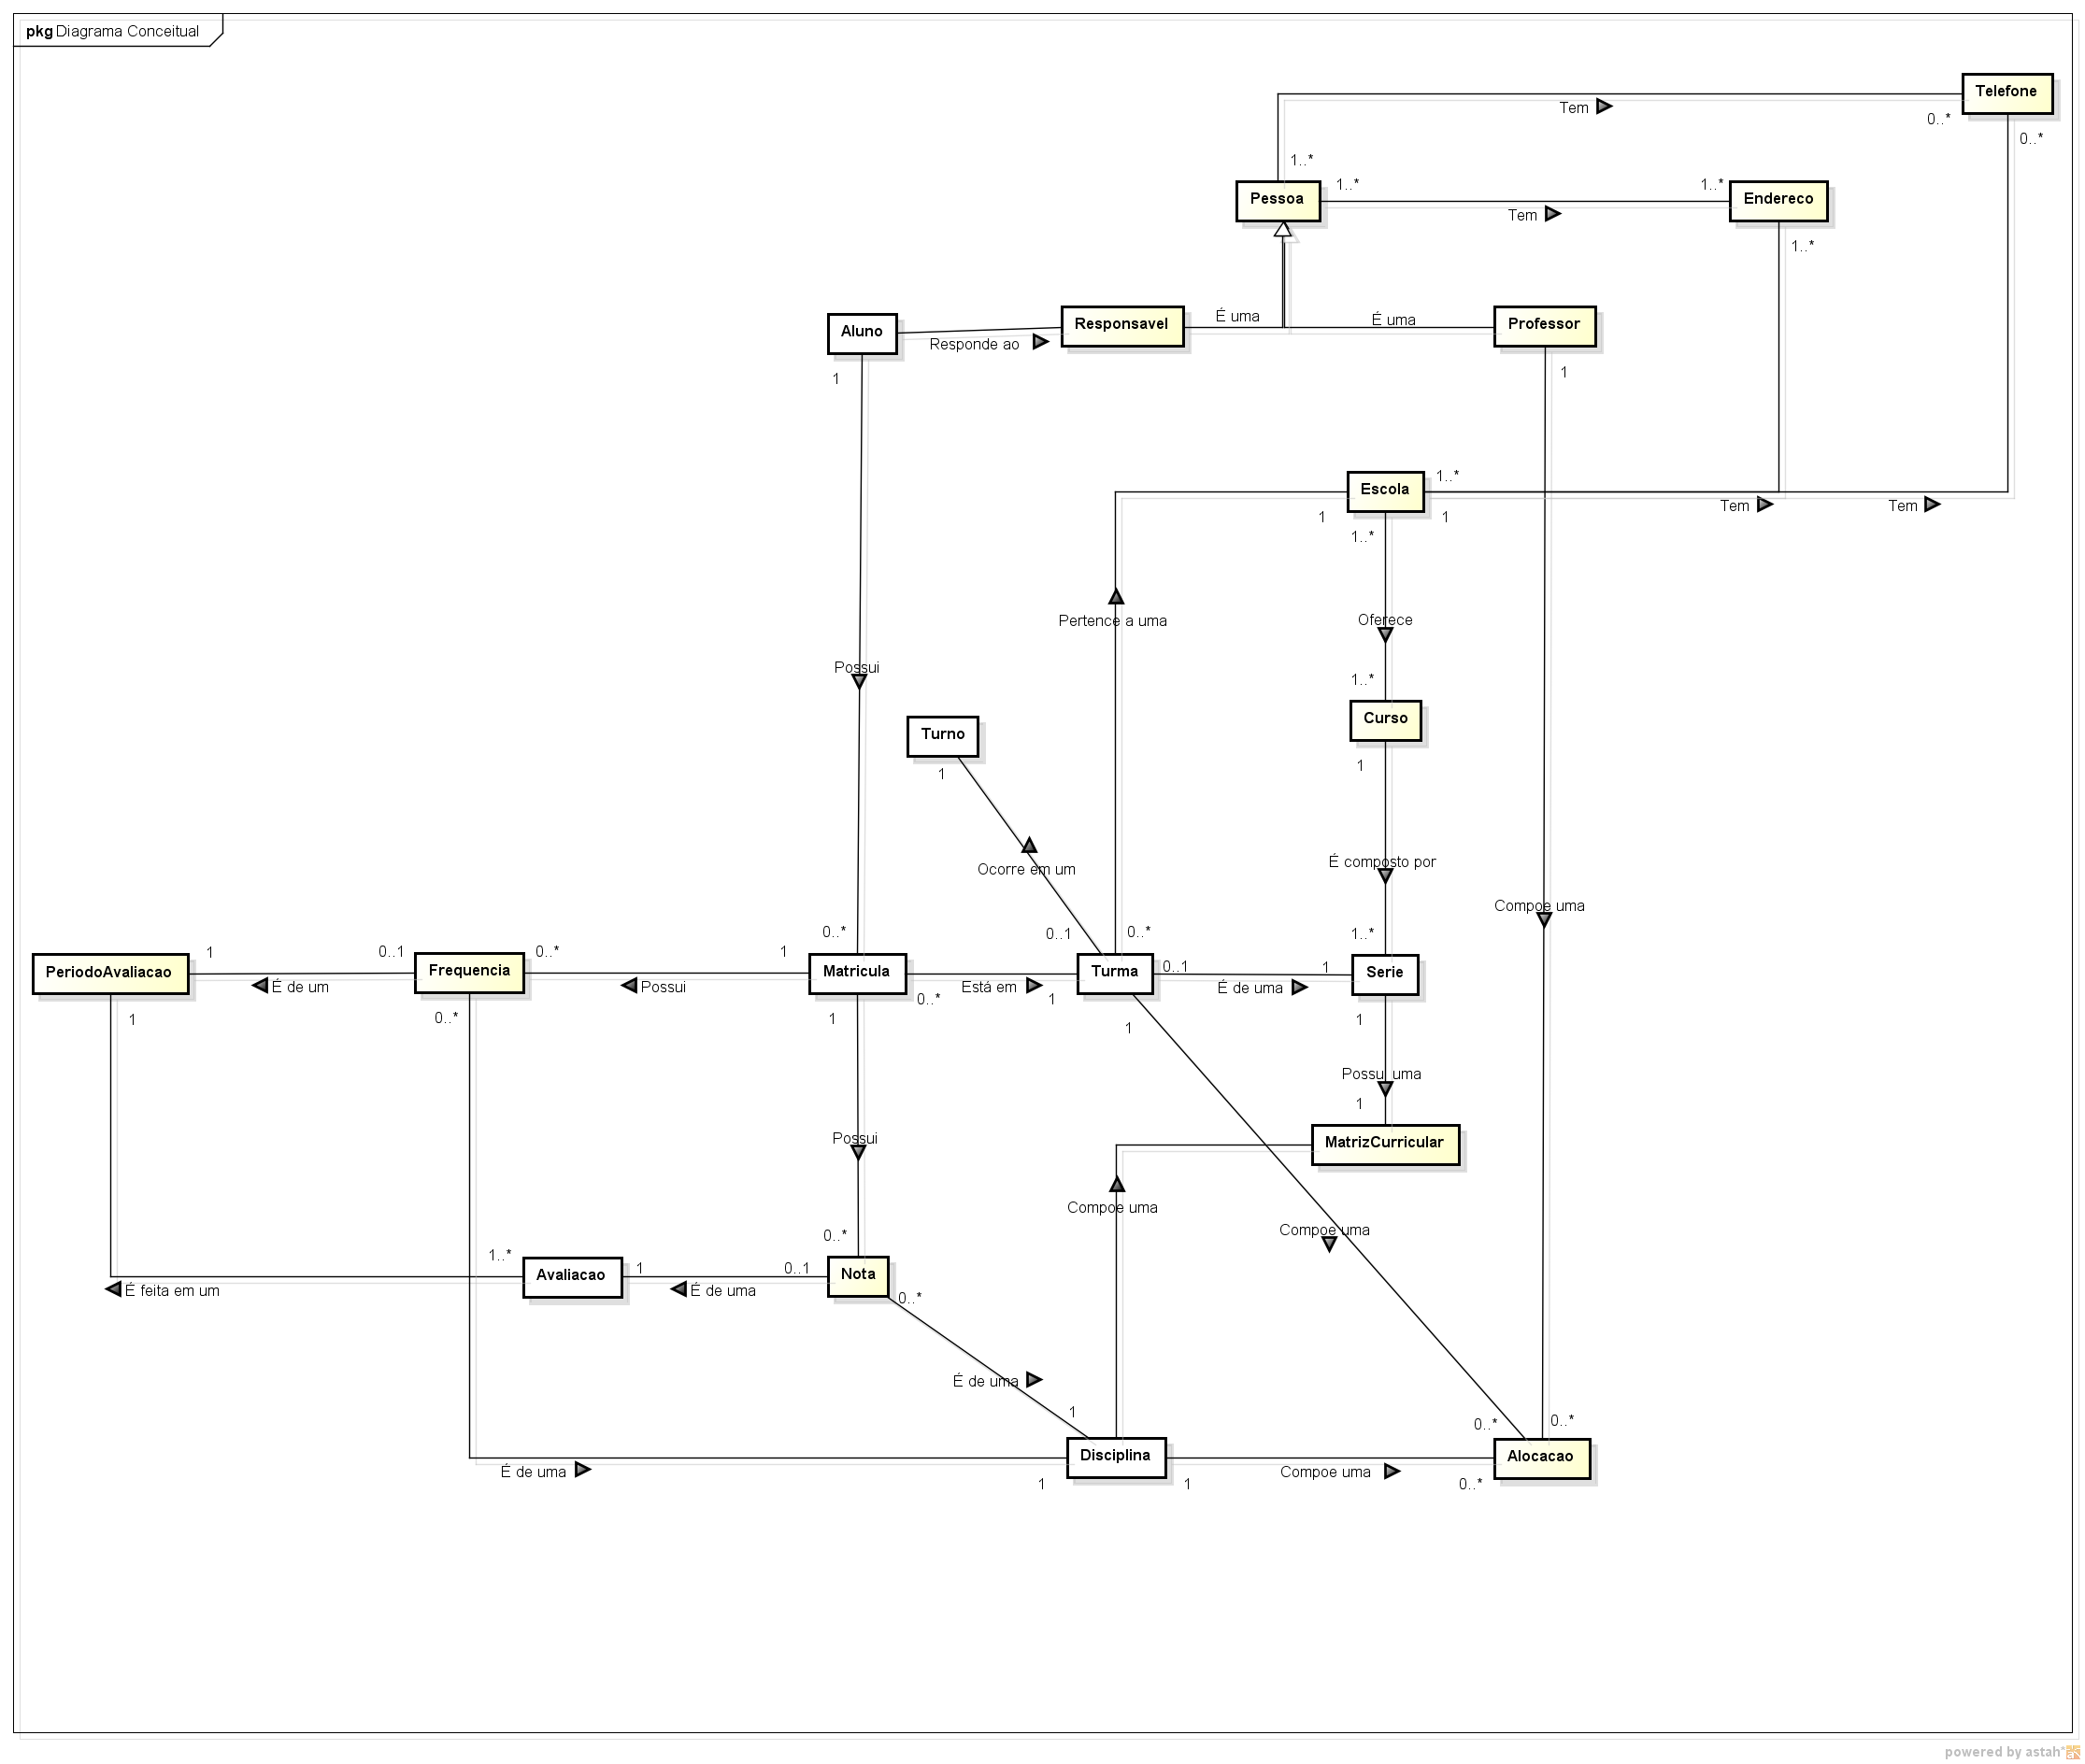 pkg Diagrama Conceitual
Telefone
Tem
0..*
0..*
1..*
1..*
1..*
Pessoa
Endereco
Tem
1..*
É uma
É uma
Aluno
Responsavel
Professor
Responde ao
1
1
1..*
Escola
1
1
Tem
Tem
1..*
Oferece
Pertence a uma
Possui
1..*
Curso
Turno
1
1
É composto por
Ocorre em um
Compoe uma
0..*
0..1
0..*
1..*
1
0..1
0..*
1
PeriodoAvaliacao
Frequencia
Matricula
Turma
0..1
1
Serie
É de um
Possui
0..*
Está em
1
É de uma
1
0..*
1
1
1
Possui uma
1
Possui
MatrizCurricular
Compoe uma
0..*
Compoe uma
1..*
Avaliacao
1
0..1
Nota
É feita em um
É de uma
0..*
É de uma
1
0..*
0..*
Disciplina
Alocacao
É de uma
1
1
Compoe uma
0..*
powered by astah*